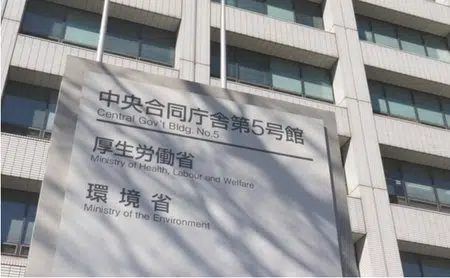 中央合同庁舎第5号館
Central Gov't Bldg. No.5
厚生労働省
Ministry of Health, Labour and Welfare
環境省
Ministry of the Environment